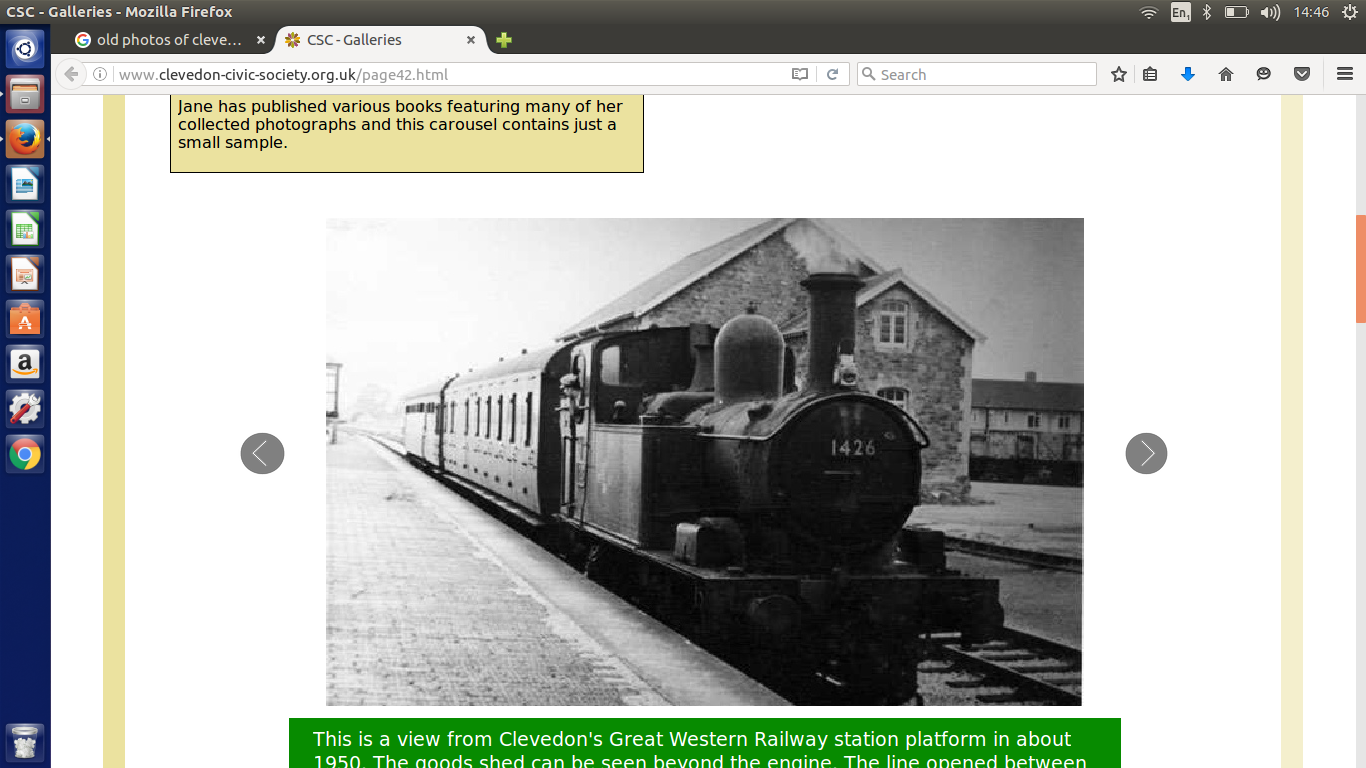 CSC - Galleries - Mozilla Firefox
En1
14:46
old photos of cleve...
CSC - Galleries
www.clevedon-civic-society.org.uk/page42.html
Search
Jane has published various books featuring many of her
collected photographs and this carousel contains just a
small sample.
1426
This is a view from Clevedon's Great Western Railway station platform in about
1950. The goods shed can be seen beyond the engine. The line opened between